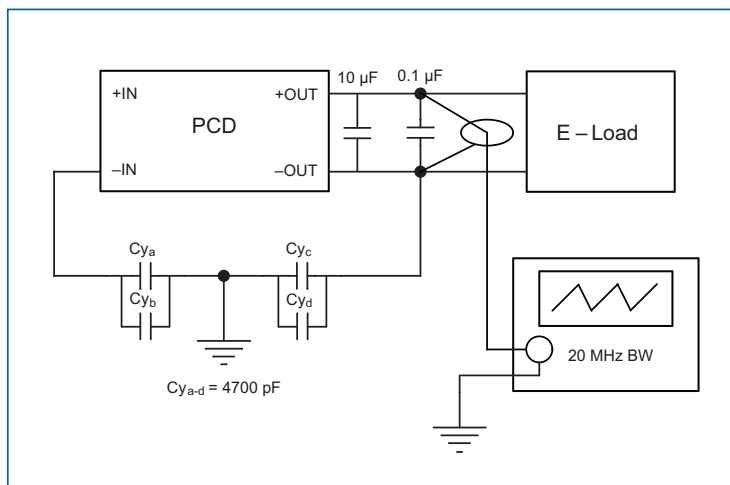 10 µF
0.1 µF
+IN
+OUT
PCD
E – Load
–IN
–OUT
Cya
Cyc
Cyb
Cyd
20 MHz BW
Cya-d = 4700 pF